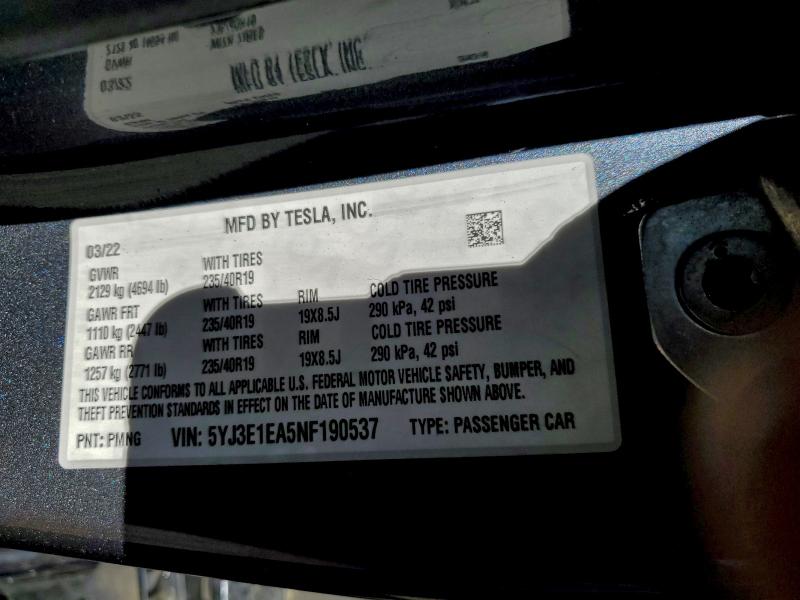 MFD BY TESLA, INC.
03/22
GVWR WITH TIRES
2129 kg (4694 lb) 235/40R19
GAWR FRT WITH TIRES RIM COLD TIRE PRESSURE
1110 kg (2447 lb) 235/40R19 19X8.5J 290 kPa, 42 psi
GAWR RR WITH TIRES RIM COLD TIRE PRESSURE
1257 kg (2771 lb) 235/40R19 19X8.5J 290 kPa, 42 psi
THIS VEHICLE CONFORMS TO ALL APPLICABLE U.S. FEDERAL MOTOR VEHICLE SAFETY, BUMPER, AND
THEFT PREVENTION STANDARDS IN EFFECT ON THE DATE OF MANUFACTURE SHOWN ABOVE.
PNT: PMNG VIN: 5YJ3E1EA5NF190537 TYPE: PASSENGER CAR